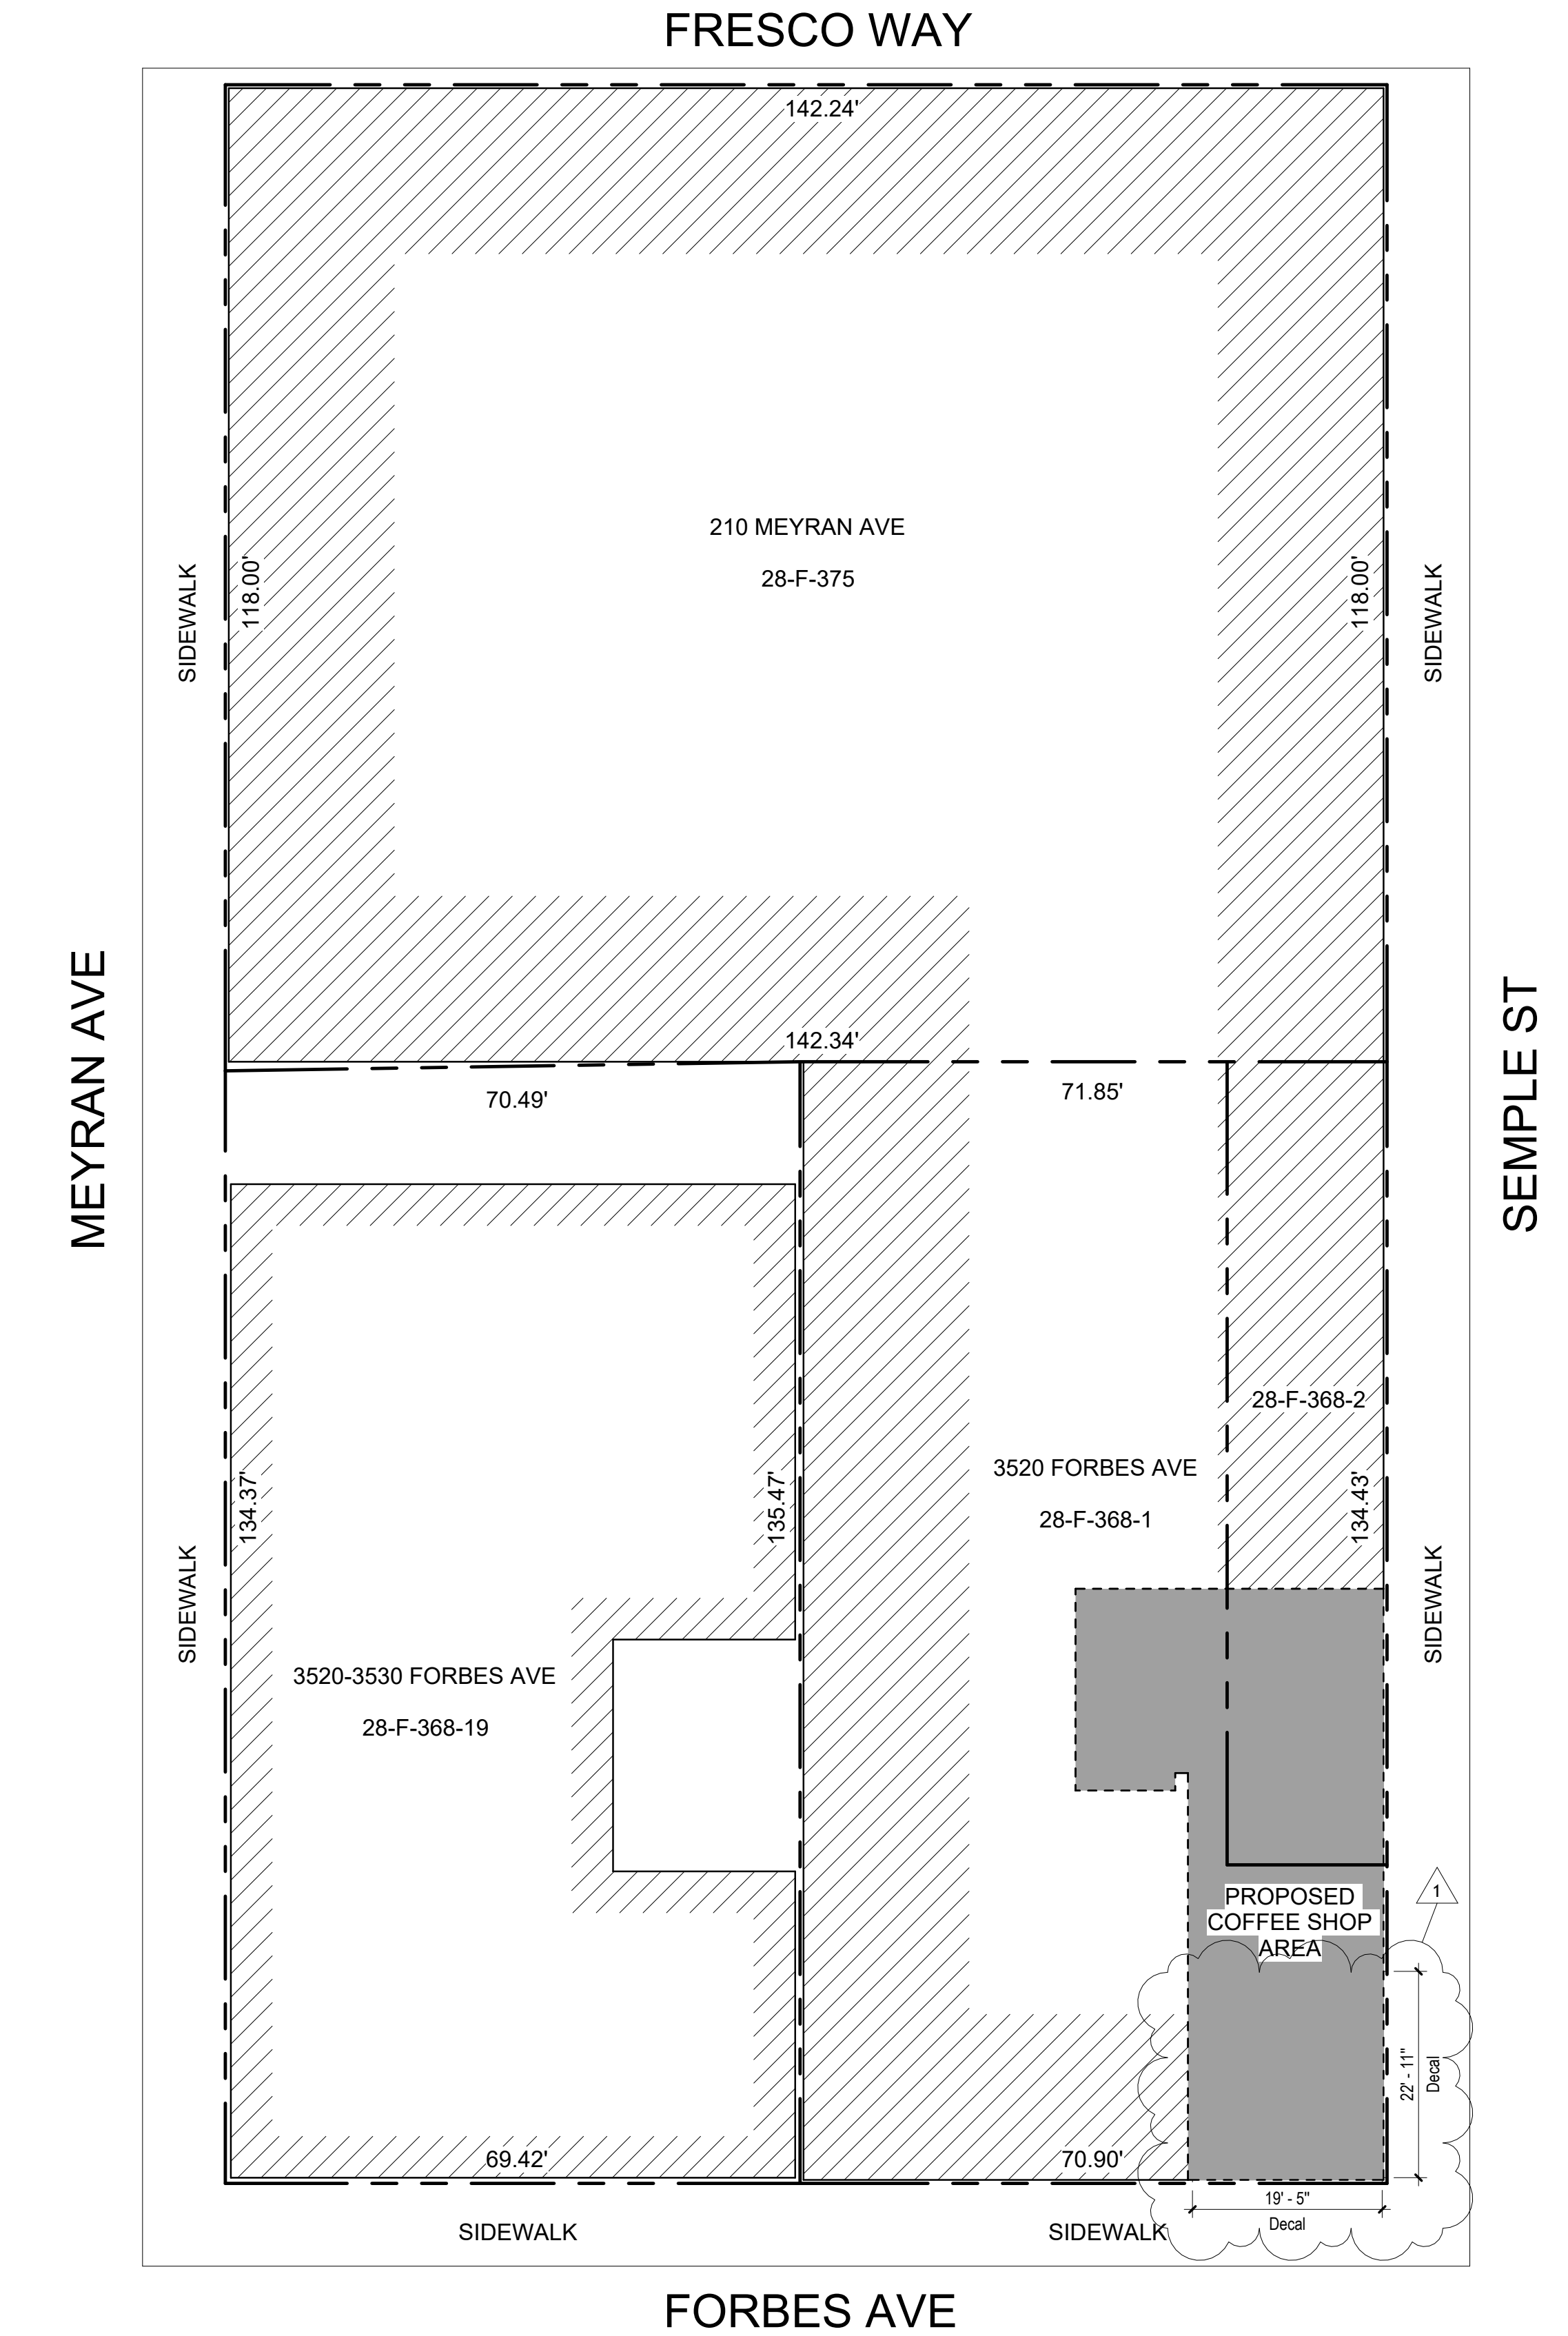 FRESCO WAY
142.24'
210 MEYRAN AVE
28-F-375
SIDEWALK
118.00'
118.00'
SIDEWALK
MEYRAN AVE
SEMPLE ST
142.34'
70.49'
71.85'
28-F-368-2
3520 FORBES AVE
28-F-368-1
134.37'
135.47'
134.43'
SIDEWALK
SIDEWALK
3520-3530 FORBES AVE
28-F-368-19
PROPOSED
COFFEE SHOP
AREA
1
22' - 11"
Decal
69.42'
70.90'
19' - 5"
Decal
SIDEWALK
SIDEWALK
FORBES AVE